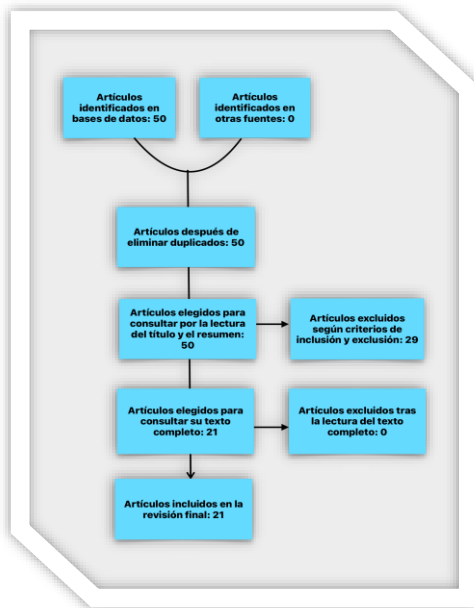 Artículos
identificados en
bases de datos: 50
Artículos
identificados en
otras fuentes: 0
Artículos después de
eliminar duplicados: 50
Artículos elegidos para
consultar por la lectura
del título y el resumen:
50
Artículos excluidos
según criterios de
inclusión y exclusión: 29
Artículos elegidos para
consultar su texto
completo: 21
Artículos excluidos tras
la lectura del texto
completo: 0
Artículos incluidos en la
revisión final: 21